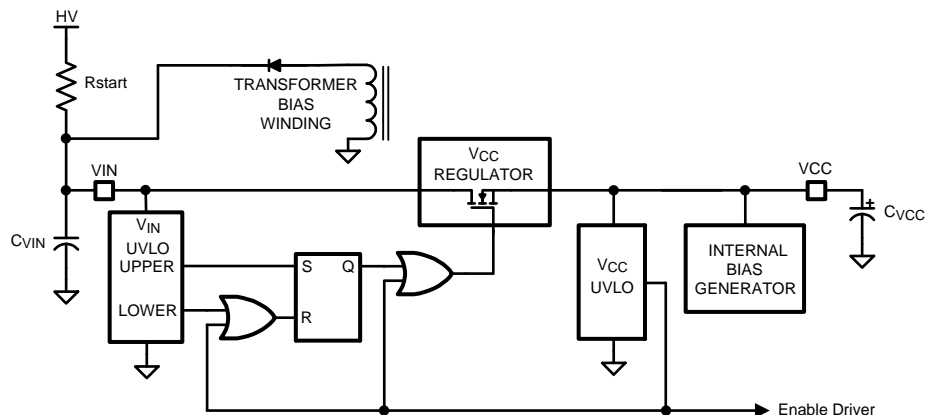 HV
Rstart
TRANSFORMER
BIAS
WINDING
VIN
VCC
REGULATOR
VCC
CVIN
VIN
UVLO
UPPER
LOWER
S
Q
R
VCC
UVLO
INTERNAL
BIAS
GENERATOR
+
CVCC
Enable Driver